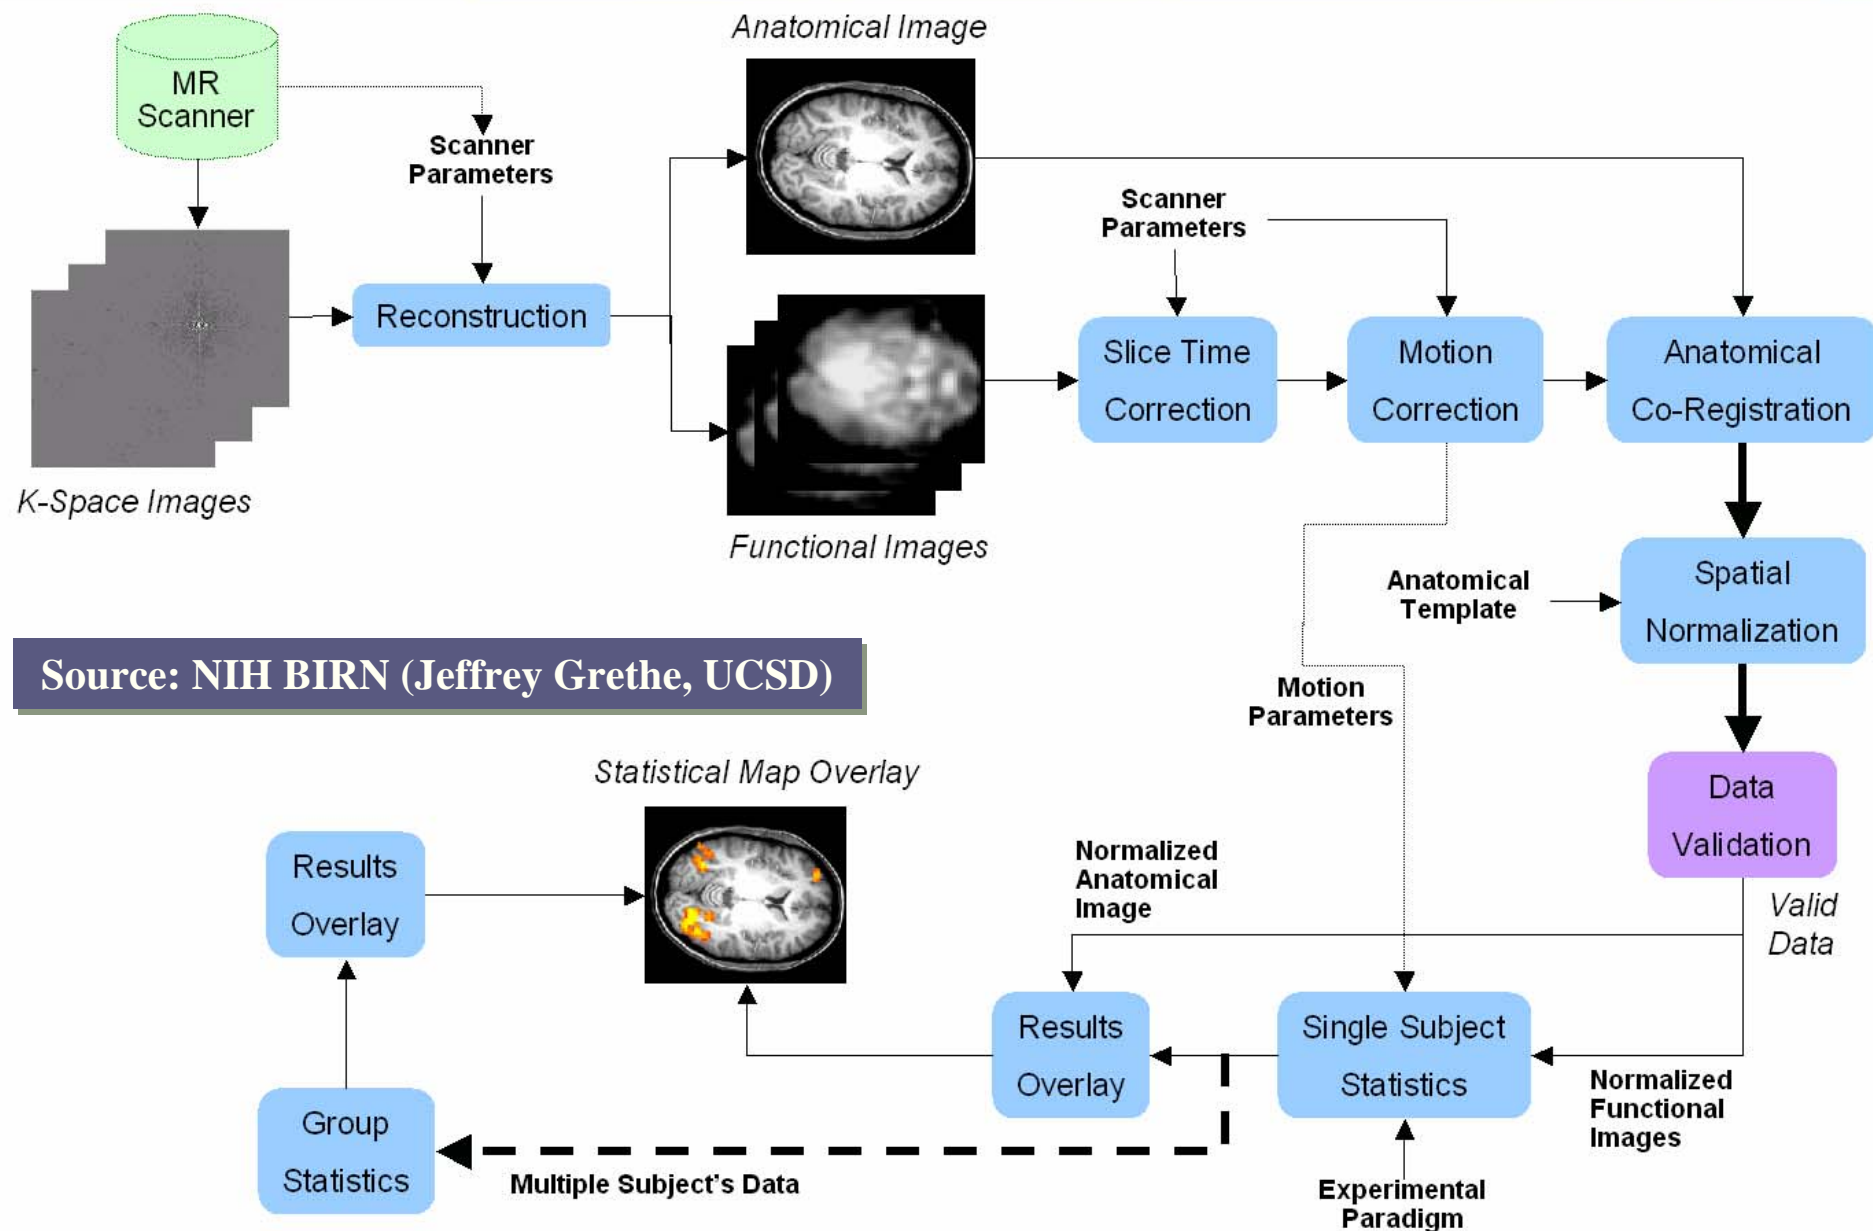 Anatomical Image
MR
Scanner
Scanner
Parameters
Scanner
Parameters
Reconstruction
Slice Time
Correction
Motion
Correction
Anatomical
Co-Registration
K-Space Images
Functional Images
Anatomical
Template
Spatial
Normalization
Source: NIH BIRN (Jeffrey Grethe, UCSD)
Motion
Parameters
Statistical Map Overlay
Data
Validation
Results
Overlay
Normalized
Anatomical
Image
Valid
Data
Results
Overlay
Single Subject
Statistics
Normalized
Functional
Images
Group
Statistics
Multiple Subject's Data
Experimental
Paradigm